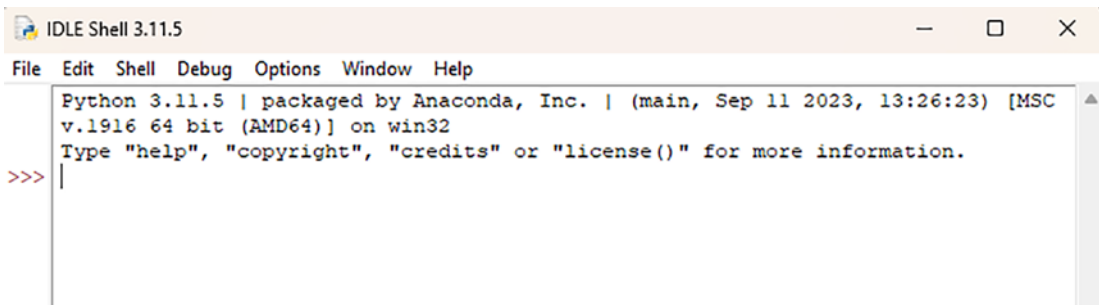 IDLE Shell 3.11.5
File Edit Shell Debug Options Window Help
Python 3.11.5 | packaged by Anaconda, Inc. | (main, Sep 11 2023, 13:26:23) [MSC
v.1916 64 bit (AMD64)] on win32
Type "help", "copyright", "credits" or "license()" for more information.
>>>